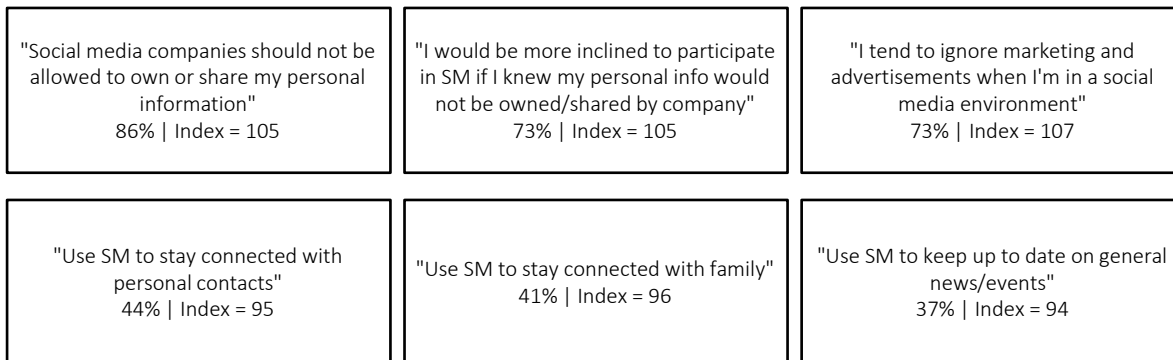 "Social media companies should not be
allowed to own or share my personal
information"
86% | Index = 105
"I would be more inclined to participate
in SM if I knew my personal info would
not be owned/shared by company"
73% | Index = 105
"I tend to ignore marketing and
advertisements when I'm in a social
media environment"
73% | Index = 107
"Use SM to stay connected with
personal contacts"
44% | Index = 95
"Use SM to stay connected with family"
41% | Index = 96
"Use SM to keep up to date on general
news/events"
37% | Index = 94